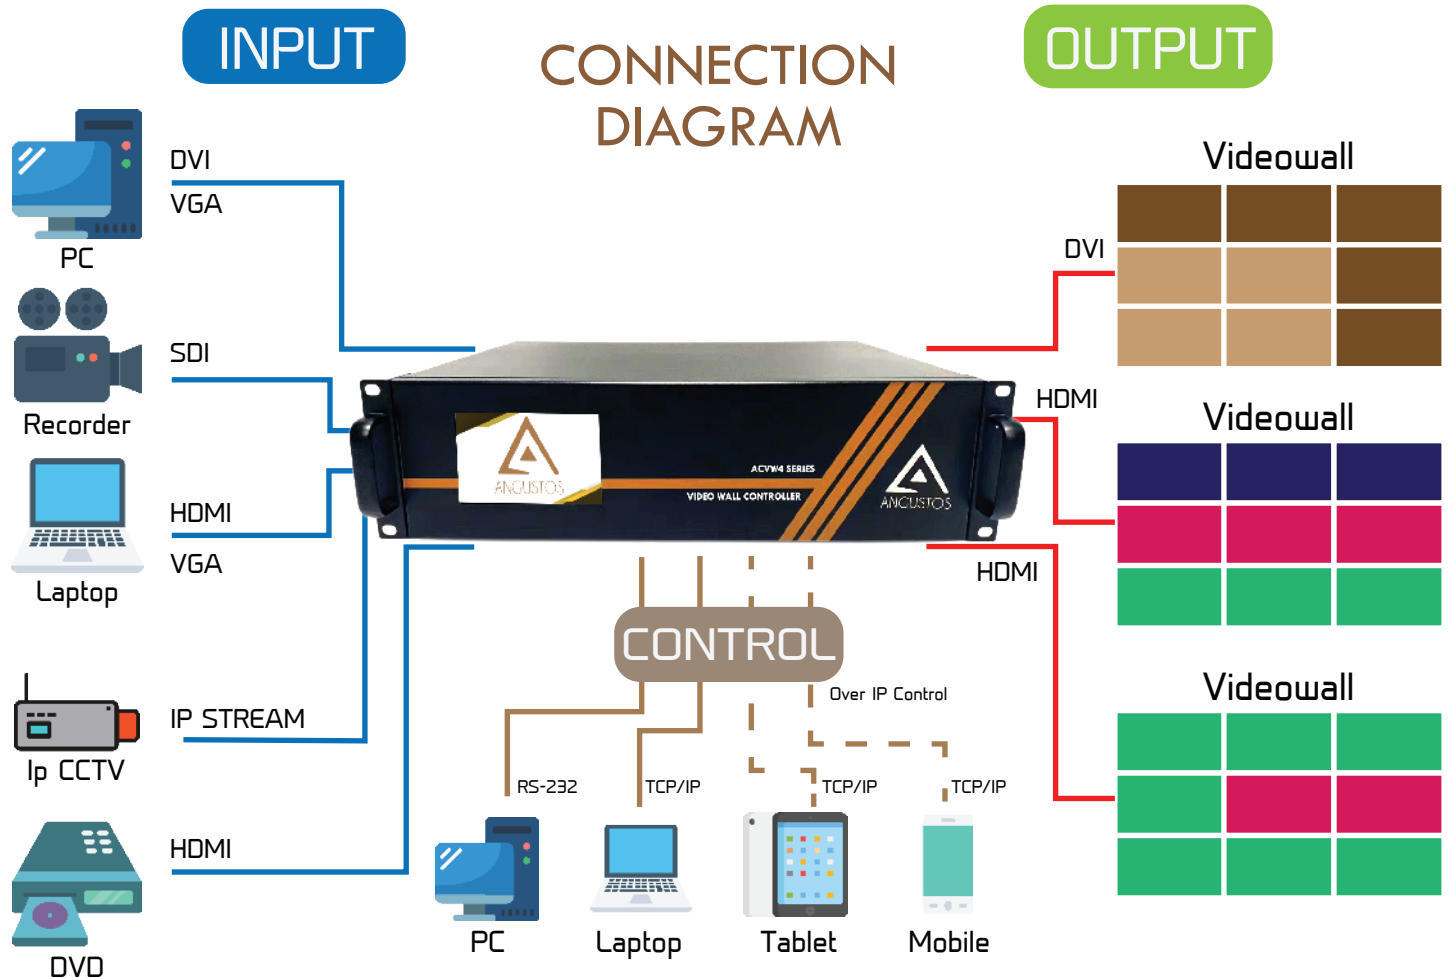 INPUT
CONNECTION
DIAGRAM
OUTPUT
DVI
VGA
PC
SDI
Recorder
HDMI
VGA
Laptop
IP STREAM
Ip CCTV
HDMI
DVD
ANGUSTOS
ACVW4 SERIES
VIDEO WALL CONTROLLER
ANGUSTOS
Videowall
DVI
HDMI
Videowall
HDMI
Videowall
CONTROL
Over IP Control
RS-232
TCP/IP
TCP/IP
TCP/IP
PC
Laptop
Tablet
Mobile